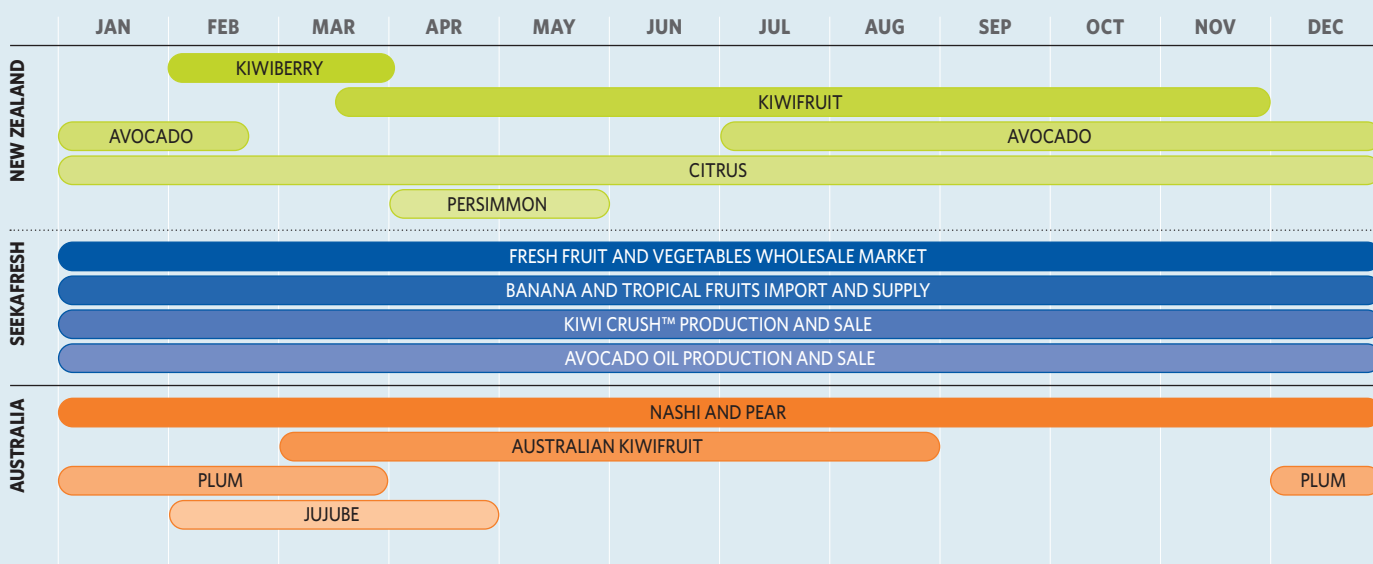 JAN FEB MAR APR MAY JUN JUL AUG SEP OCT NOV DEC
NEW ZEALAND
KIWIBERRY
KIWIFRUIT
AVOCADO AVOCADO
CITRUS
PERSIMMON
SEEKAFRESH
FRESH FRUIT AND VEGETABLES WHOLESALE MARKET
BANANA AND TROPICAL FRUITS IMPORT AND SUPPLY
KIWI CRUSH™ PRODUCTION AND SALE
AVOCADO OIL PRODUCTION AND SALE
AUSTRALIA
NASHI AND PEAR
AUSTRALIAN KIWIFRUIT
PLUM PLUM
JUJUBE